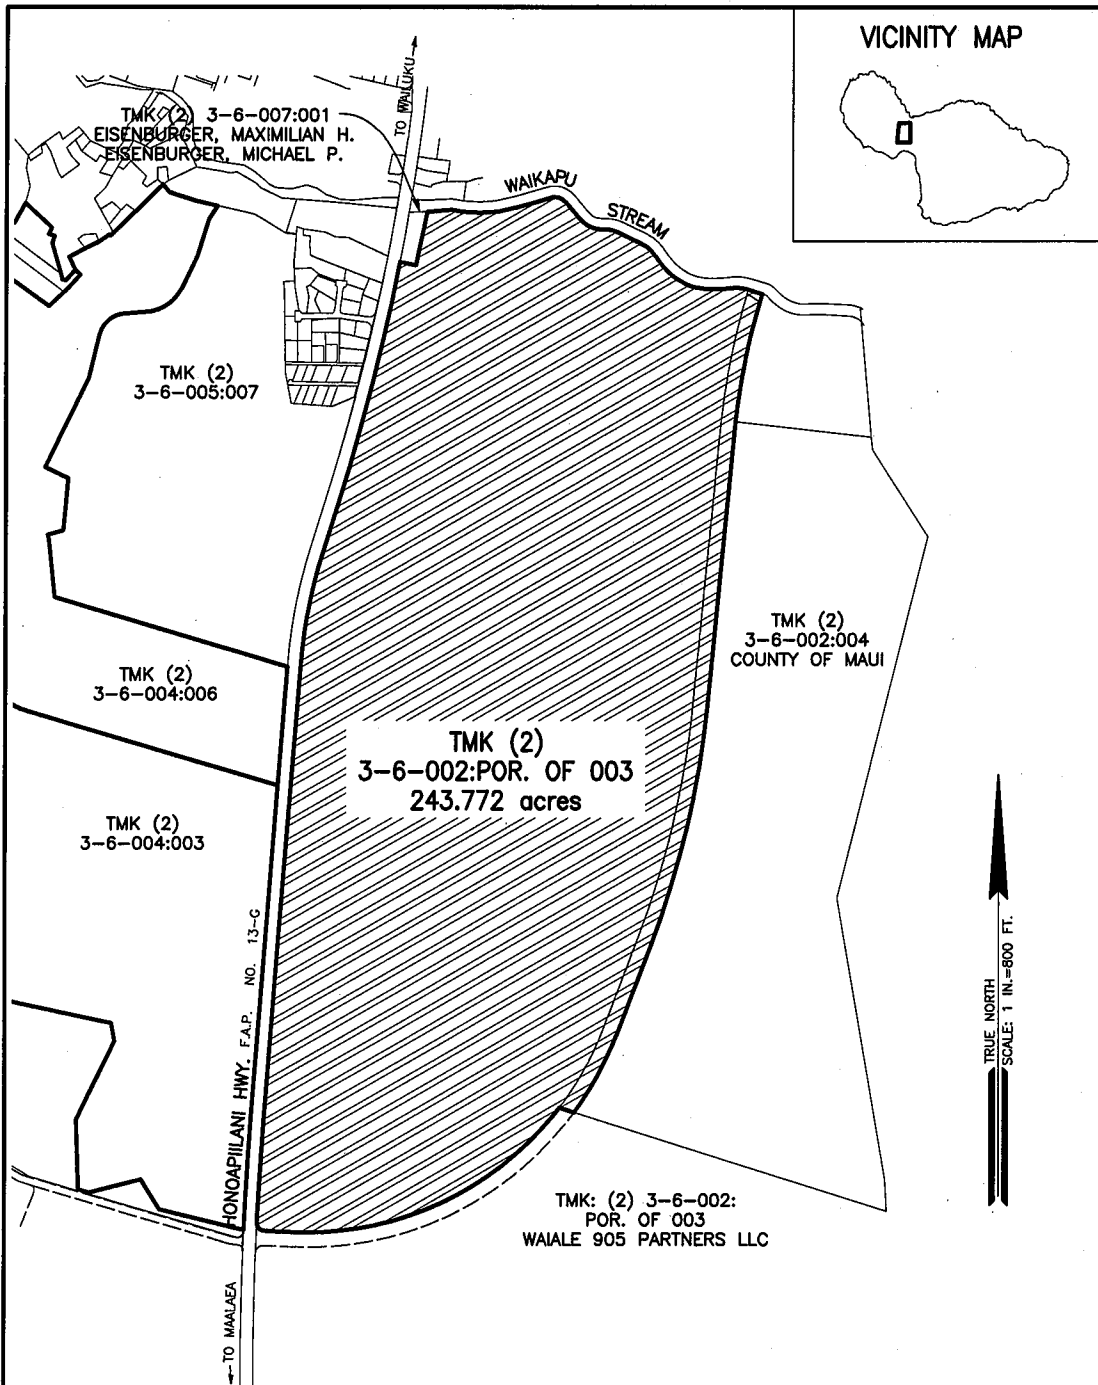 VICINITY MAP
TO WAILUKU
TMK (2) 3-6-007:001
EISENBURGER, MAXIMILIAN H.
EISENBURGER, MICHAEL P.
WAIKAPU
STREAM
TMK (2)
3-6-005:007
TMK (2)
3-6-002:004
COUNTY OF MAUI
TMK (2)
3-6-004:006
TMK (2)
3-6-002:POR. OF 003
243.772 acres
TMK (2)
3-6-004:003
HONOAPIILANI HWY. F.A.P. NO. 13-G
TRUE NORTH
SCALE: 1 IN.=800 FT.
TMK: (2) 3-6-002:
POR. OF 003
WAIALE 905 PARTNERS LLC
TO MAALAEA